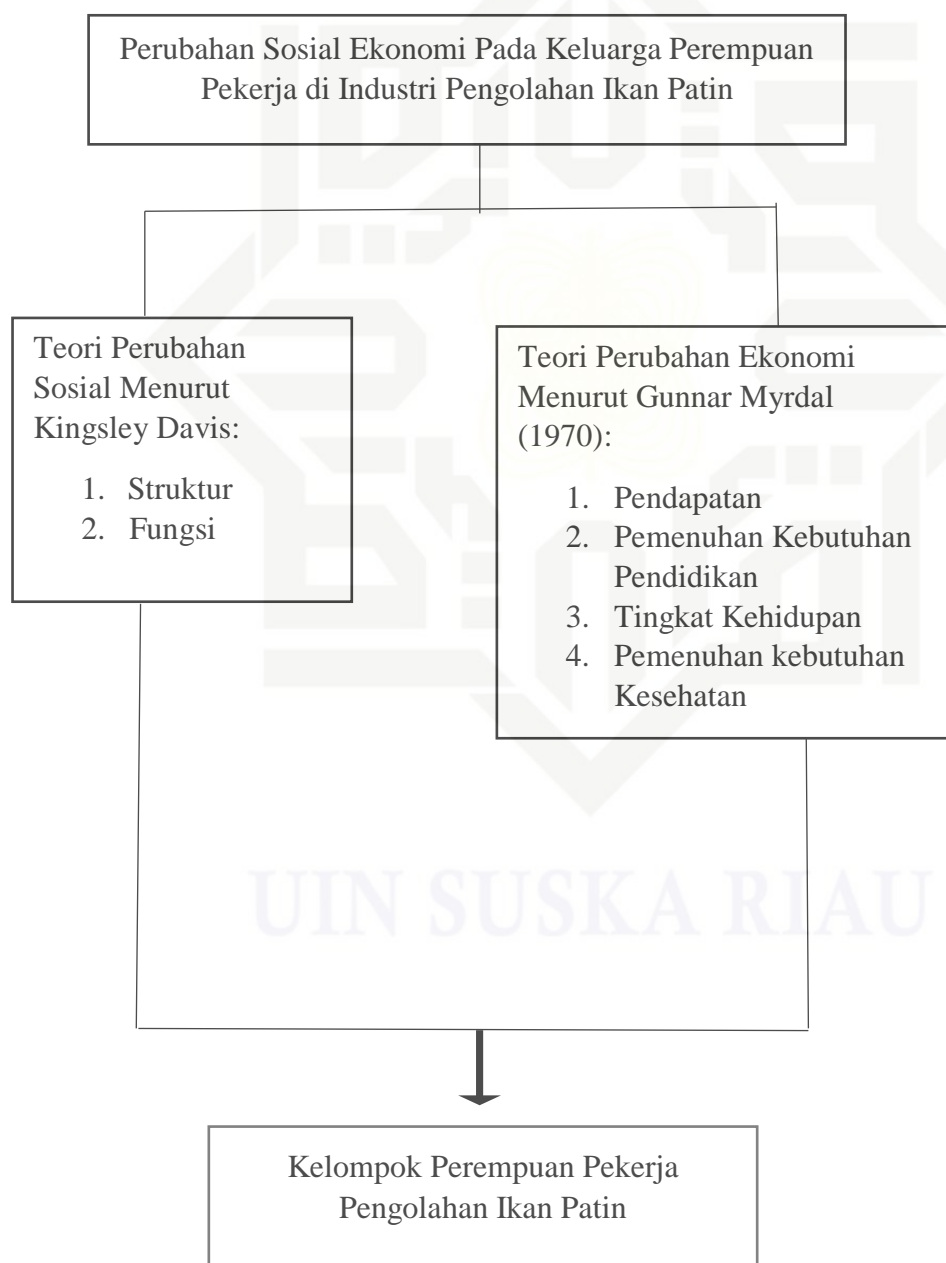 Perubahan Sosial Ekonomi Pada Keluarga Perempuan
Pekerja di Industri Pengolahan Ikan Patin
Teori Perubahan
Sosial Menurut
Kingsley Davis:
1. Struktur
2. Fungsi
Teori Perubahan Ekonomi
Menurut Gunnar Myrdal
(1970):
1. Pendapatan
2. Pemenuhan Kebutuhan
Pendidikan
3. Tingkat Kehidupan
4. Pemenuhan kebutuhan
Kesehatan
UIN SUSKA RIAU
Kelompok Perempuan Pekerja
Pengolahan Ikan Patin